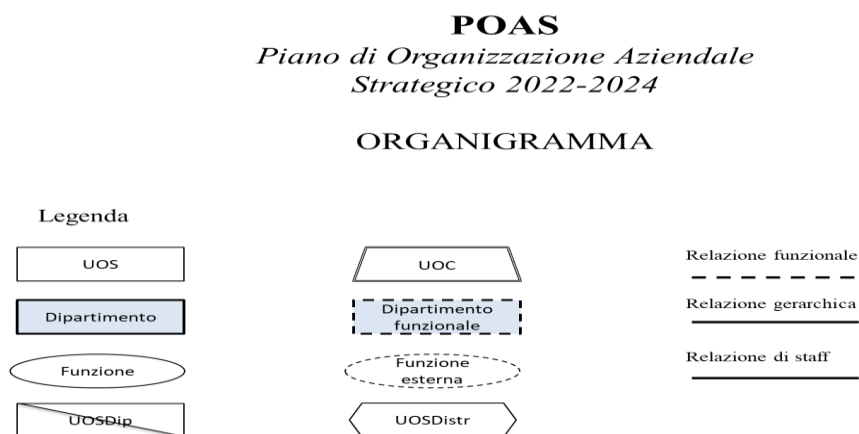 POAS
Piano di Organizzazione Aziendale
Strategico 2022-2024
ORGANIGRAMMA
Legenda
UOS
UOC
Relazione funzionale
Dipartimento
Dipartimento
funzionale
Relazione gerarchica
Funzione
Funzione
esterna
Relazione di staff
UOSDip
UOSDistr